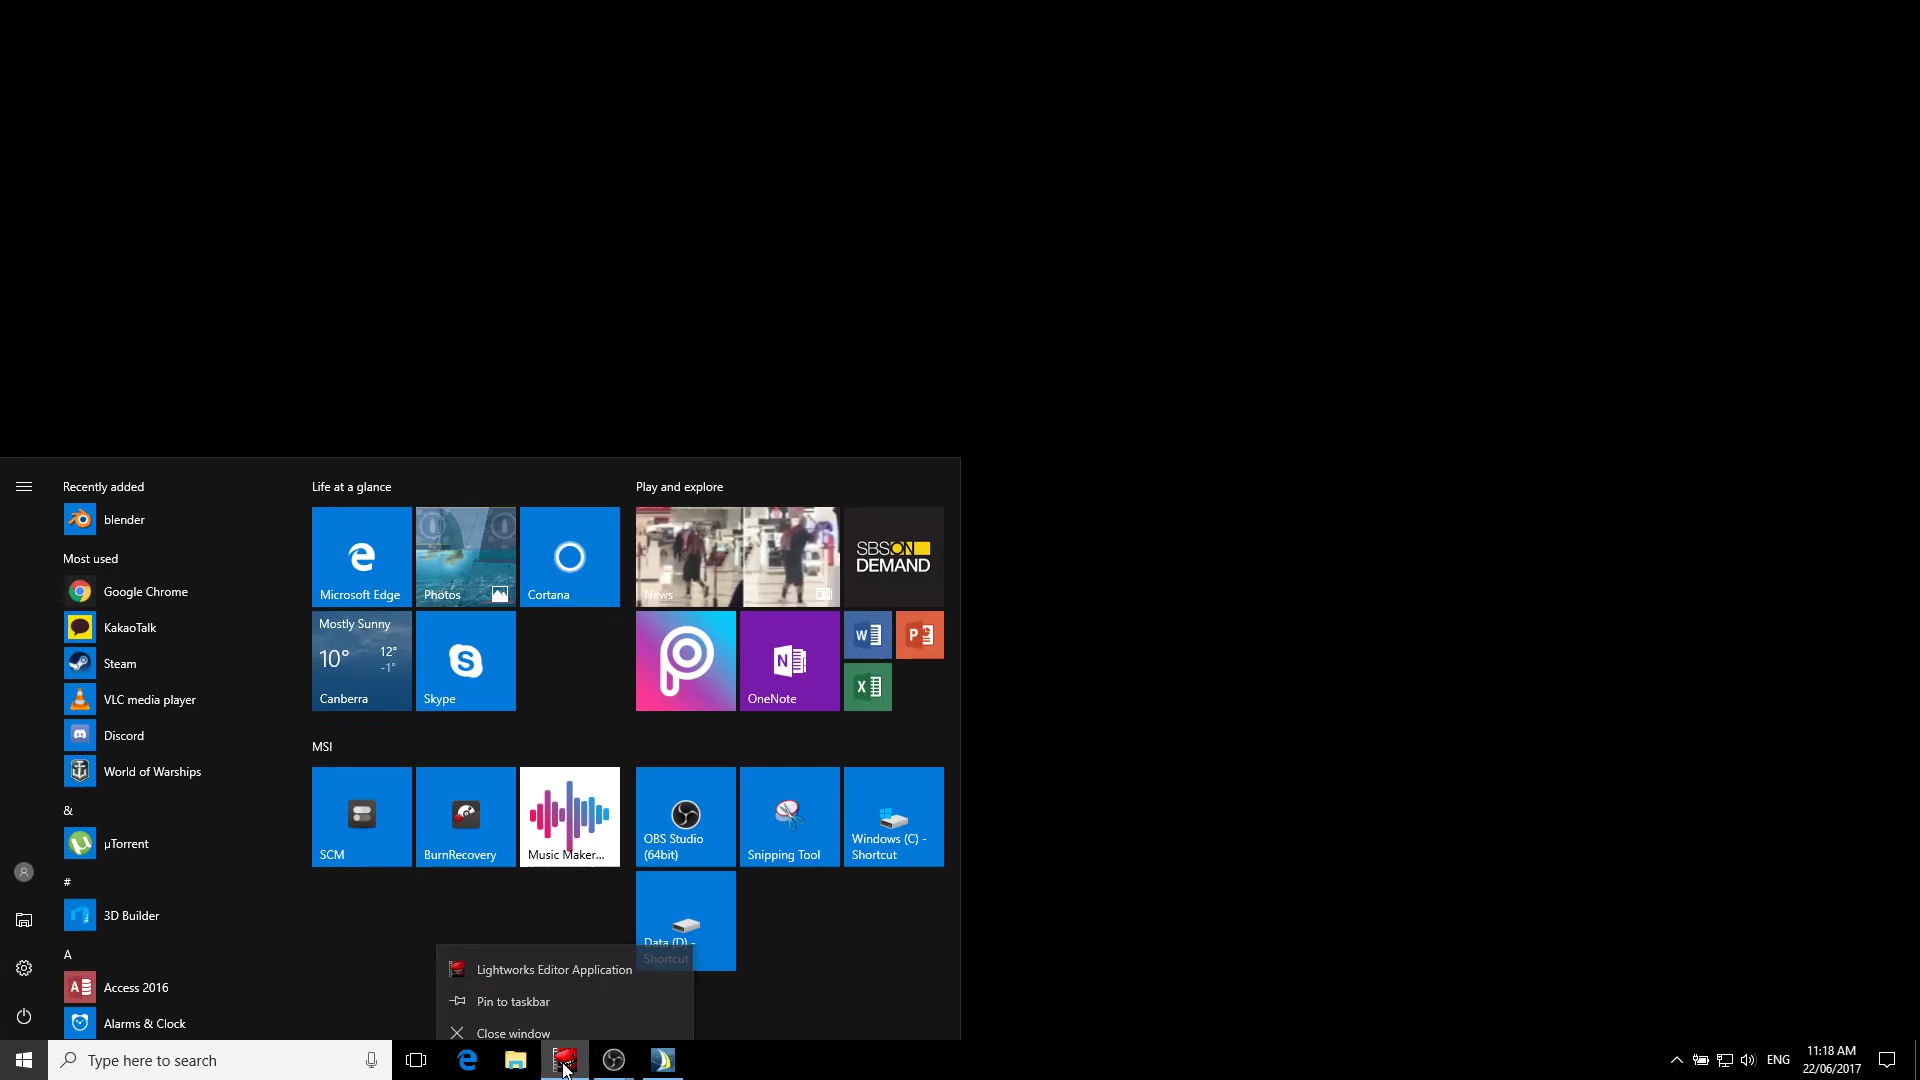 Recently added
blender
Most used
Google Chrome
KakaoTalk
Steam
VLC media player
Discord
World of Warships
&
µTorrent
#
3D Builder
A
Access 2016
Alarms & Clock
Life at a glance
Microsoft Edge
Photos
Cortana
Mostly Sunny
10°
12°
-1°
Canberra
Skype
Play and explore
News
SBS ON
DEMAND
OneNote
MSI
SCM
BurnRecovery
Music Maker...
OBS Studio
(64bit)
Snipping Tool
Windows (C) -
Shortcut
Data (D) -
Shortcut
Lightworks Editor Application
Pin to taskbar
Close window
Type here to search
ENG
11:18 AM
22/06/2017